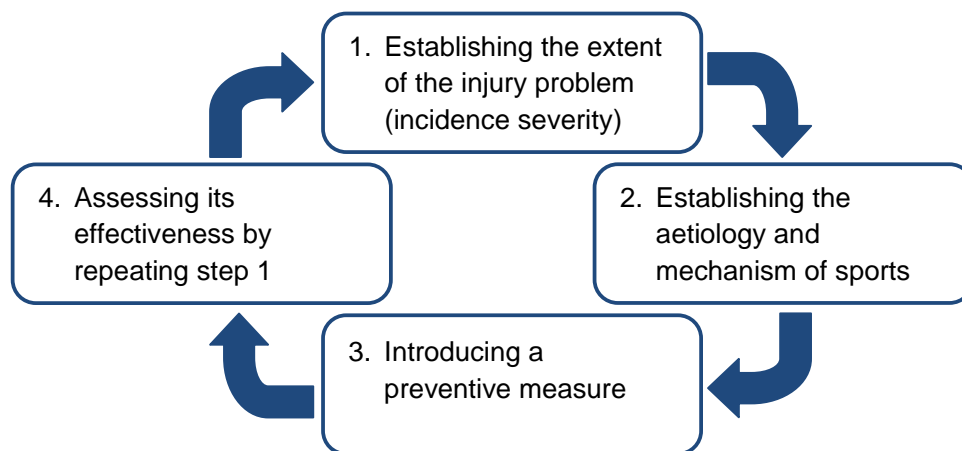 1. Establishing the extent
of the injury problem
(incidence severity)
2. Establishing the
aetiology and
mechanism of sports
3. Introducing a
preventive measure
4. Assessing its
effectiveness by
repeating step 1